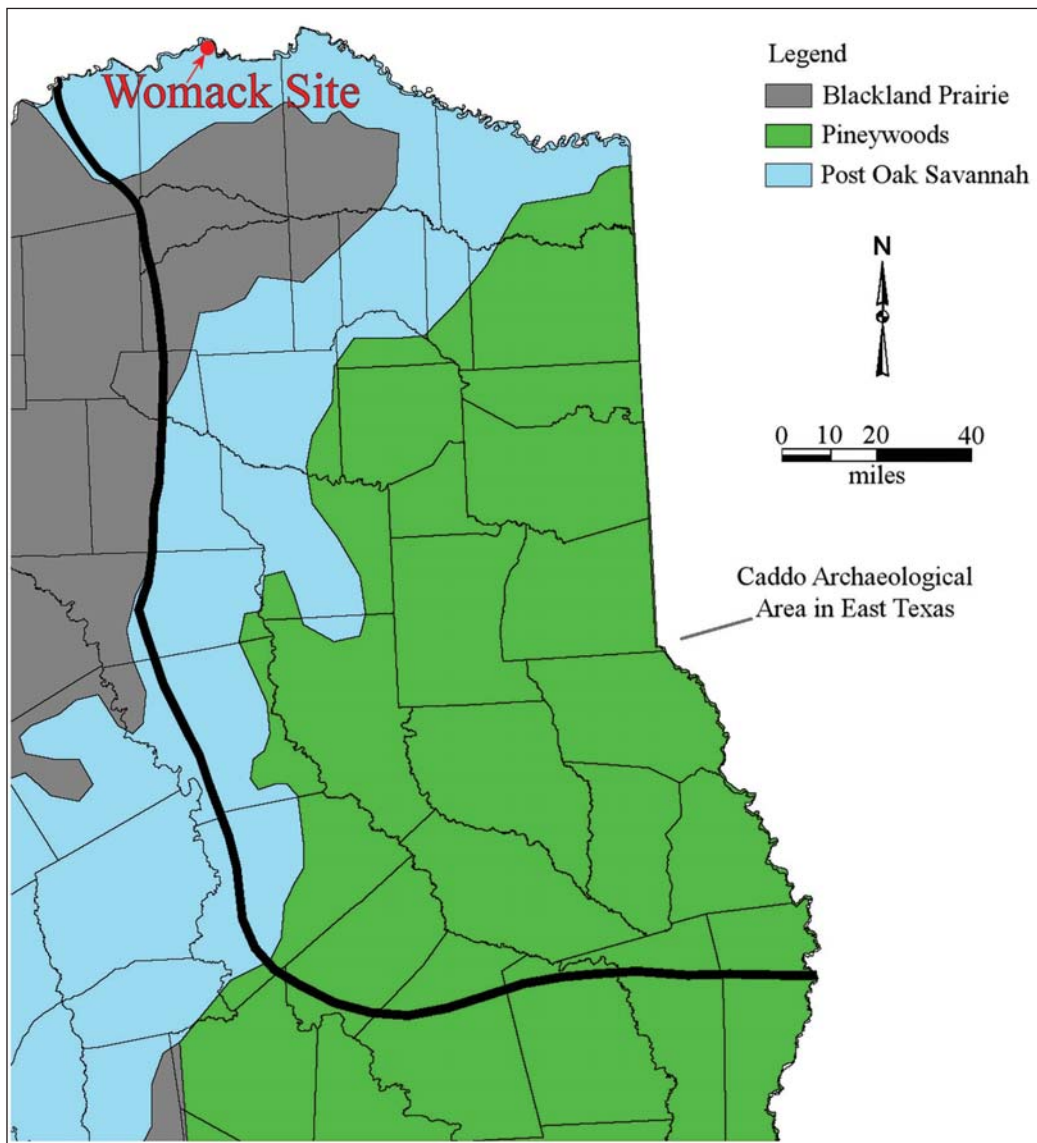 Womack Site
Legend
Blackland Prairie
Pineywoods
Post Oak Savannah
N
0 10 20 40
miles
Caddo Archaeological
Area in East Texas